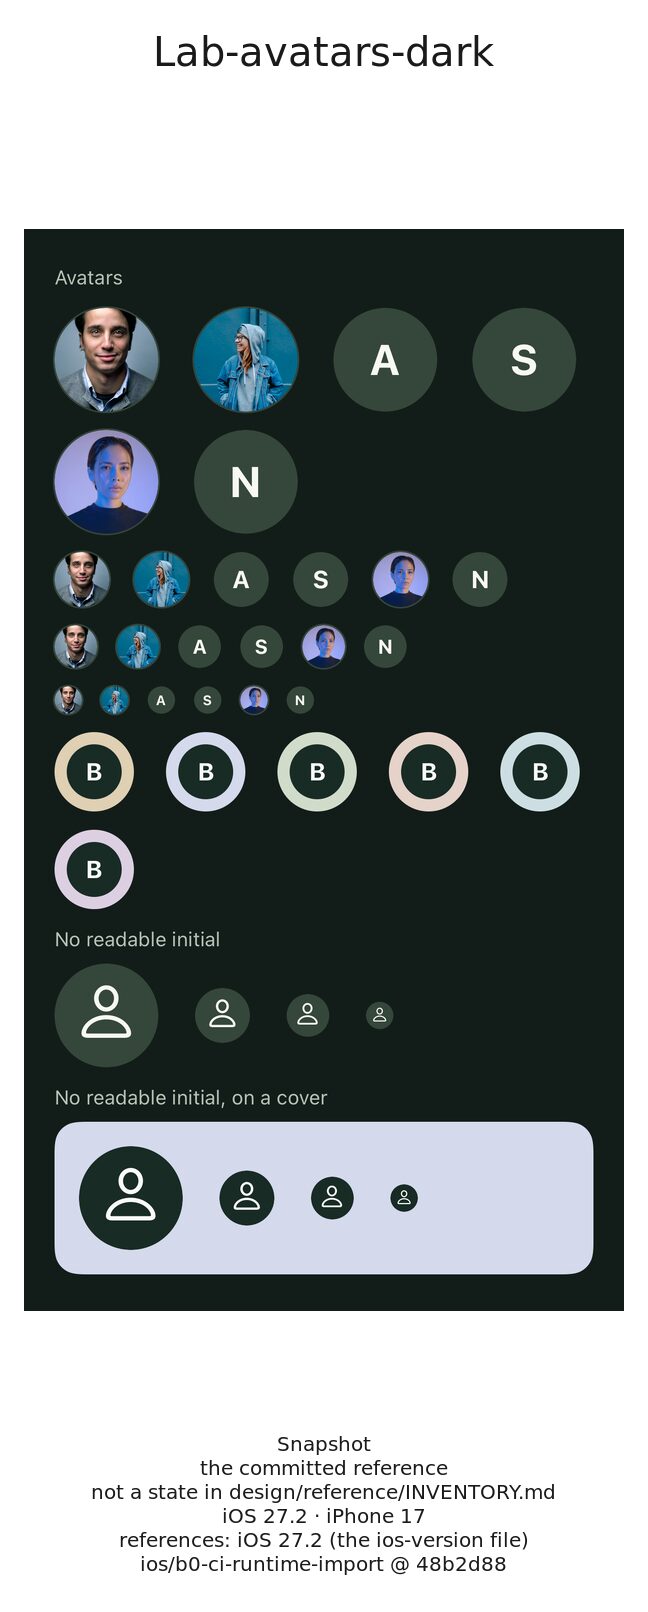 Lab-avatars-dark
Avatars
A S
N
A S N
A S N
A S N
B B B B B
B
No readable initial
No readable initial, on a cover
Snapshot
the committed reference
not a state in design/reference/INVENTORY.md
iOS 27.2 · iPhone 17
references: iOS 27.2 (the ios-version file)
ios/b0-ci-runtime-import @ 48b2d88